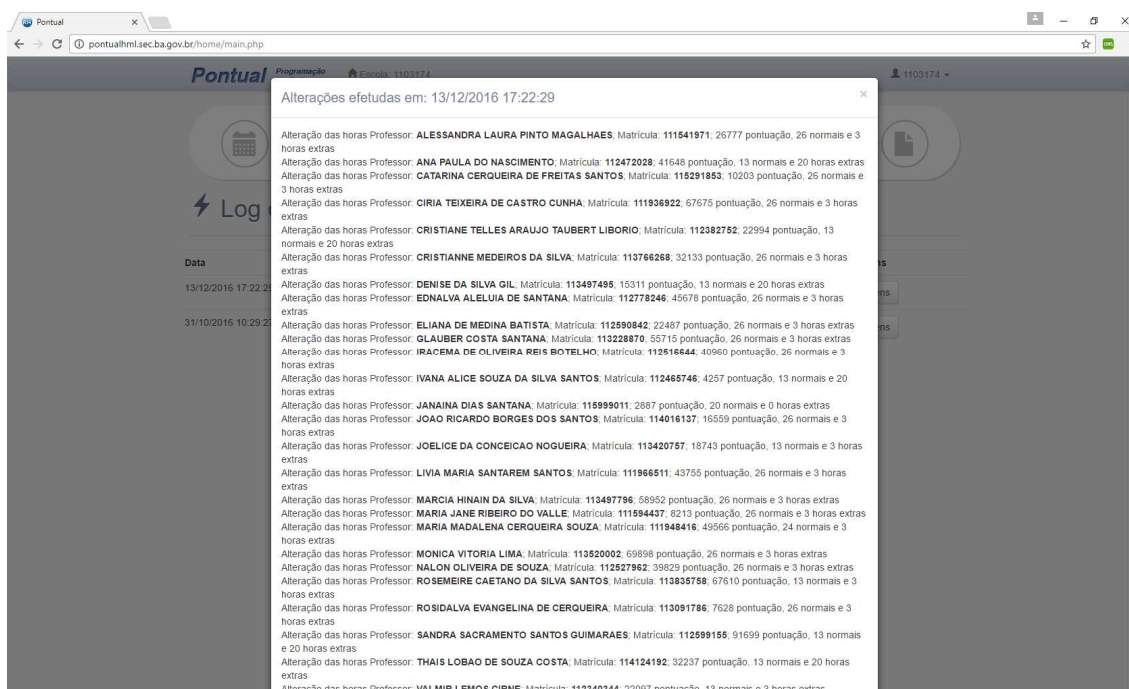 Pontual
pontualhml.sec.ba.gov.br/home/main.php
Pontual Programação Escola: 1103174 1103174
Alterações efetudas em: 13/12/2016 17:22:29 ×
Alteração das horas Professor: ALESSANDRA LAURA PINTO MAGALHAES; Matrícula: 111541971; 26777 pontuação, 26 normais e 3
horas extras
Alteração das horas Professor: ANA PAULA DO NASCIMENTO; Matrícula: 112472028; 41648 pontuação, 13 normais e 20 horas extras
Alteração das horas Professor: CATARINA CERQUEIRA DE FREITAS SANTOS; Matrícula: 115291853; 10203 pontuação, 26 normais e
3 horas extras
Alteração das horas Professor: CIRIA TEIXEIRA DE CASTRO CUNHA; Matrícula: 111936922; 67675 pontuação, 26 normais e 3 horas
extras
Alteração das horas Professor: CRISTIANE TELLES ARAUJO TAUBERT LIBORIO; Matrícula: 112382752; 22994 pontuação, 13
normais e 20 horas extras
Alteração das horas Professor: CRISTIANNE MEDEIROS DA SILVA; Matrícula: 113766268; 32133 pontuação, 26 normais e 3 horas
extras
Alteração das horas Professor: DENISE DA SILVA GIL; Matrícula: 113497495; 15311 pontuação, 13 normais e 20 horas extras
Alteração das horas Professor: EDNALVA ALELUIA DE SANTANA; Matrícula: 112778246; 45678 pontuação, 26 normais e 3 horas
extras
Alteração das horas Professor: ELIANA DE MEDINA BATISTA; Matrícula: 112590842; 22487 pontuação, 26 normais e 3 horas extras
Alteração das horas Professor: GLAUBER COSTA SANTANA; Matrícula: 113228870; 55715 pontuação, 26 normais e 3 horas extras
Alteração das horas Professor: IRACEMA DE OLIVEIRA REIS BOTELHO; Matrícula: 112516644; 40960 pontuação, 26 normais e 3
horas extras
Alteração das horas Professor: IVANA ALICE SOUZA DA SILVA SANTOS; Matrícula: 112465746; 4257 pontuação, 13 normais e 20
horas extras
Alteração das horas Professor: JANAINA DIAS SANTANA; Matrícula: 115999011; 2887 pontuação, 20 normais e 0 horas extras
Alteração das horas Professor: JOAO RICARDO BORGES DOS SANTOS; Matrícula: 114016137; 16559 pontuação, 26 normais e 3
horas extras
Alteração das horas Professor: JOELICE DA CONCEICAO NOGUEIRA; Matrícula: 113420757; 18743 pontuação, 13 normais e 3 horas
extras
Alteração das horas Professor: LIVIA MARIA SANTAREM SANTOS; Matrícula: 111966511; 43755 pontuação, 26 normais e 3 horas
extras
Alteração das horas Professor: MARCIA HINAIN DA SILVA; Matrícula: 113497796; 58952 pontuação, 26 normais e 3 horas extras
Alteração das horas Professor: MARIA JANE RIBEIRO DO VALLE; Matrícula: 111594437; 8213 pontuação, 26 normais e 3 horas extras
Alteração das horas Professor: MARIA MADALENA CERQUEIRA SOUZA; Matrícula: 111948416; 49566 pontuação, 24 normais e 3
horas extras
Alteração das horas Professor: MONICA VITORIA LIMA; Matrícula: 113520002; 69898 pontuação, 26 normais e 3 horas extras
Alteração das horas Professor: NALON OLIVEIRA DE SOUZA; Matrícula: 112527962; 39829 pontuação, 26 normais e 3 horas extras
Alteração das horas Professor: ROSEMEIRE CAETANO DA SILVA SANTOS; Matrícula: 113835758; 67610 pontuação, 13 normais e 3
horas extras
Alteração das horas Professor: ROSIDALVA EVANGELINA DE CERQUEIRA; Matrícula: 113091786; 7628 pontuação, 26 normais e 3
horas extras
Alteração das horas Professor: SANDRA SACRAMENTO SANTOS GUIMARAES; Matrícula: 112599155; 91699 pontuação, 13 normais
e 20 horas extras
Alteração das horas Professor: THAIS LOBAO DE SOUZA COSTA; Matrícula: 114124192; 32237 pontuação, 13 normais e 20 horas
extras
Alteração das horas Professor: VALMIR LEMOS CIRNE; Matrícula: 112340344; 22097 pontuação, 13 normais e 3 horas extras
Log
Data
13/12/2016 17:22:29
31/10/2016 10:29:27